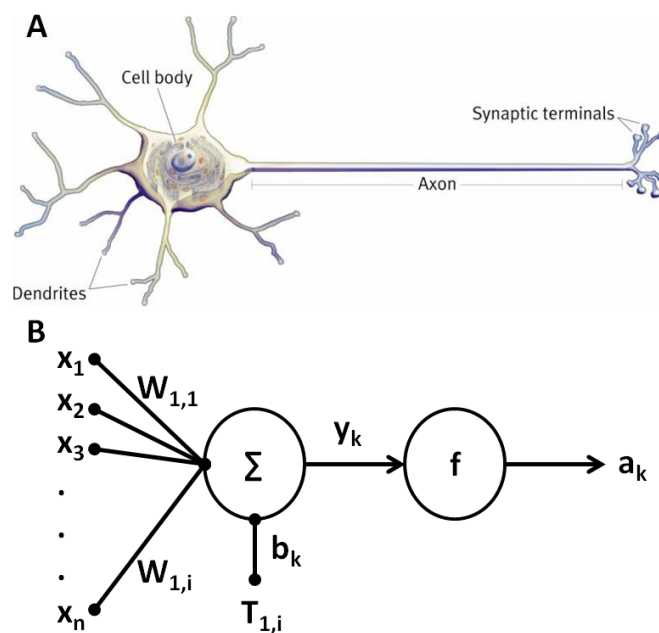 A
Cell body
Synaptic terminals
Axon
Dendrites
B
x₁
W₁,₁
x₂
x₃
.
.
.
xₙ
W₁,ᵢ
Σ
yₖ
f
aₖ
bₖ
T₁,ᵢ